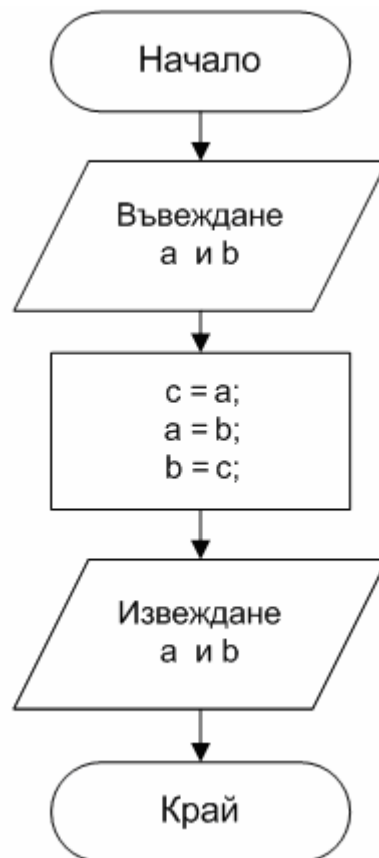 Начало
Въвеждане
a и b
c = a;
a = b;
b = c;
Извеждане
a и b
Край